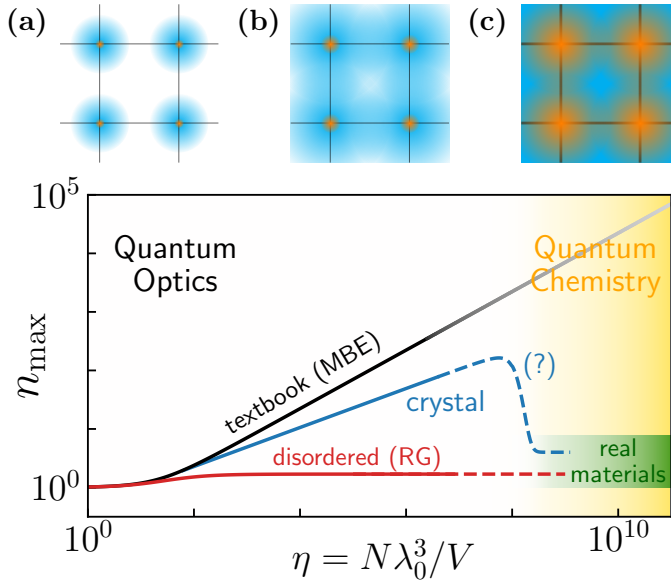 (a) (b) (c)
10^5
Quantum
Optics
Quantum
Chemistry
n_max
textbook (MBE)
(?)
crystal
disordered (RG)
real
materials
10^0
10^0
10^10
η = Nλ_0^3/V